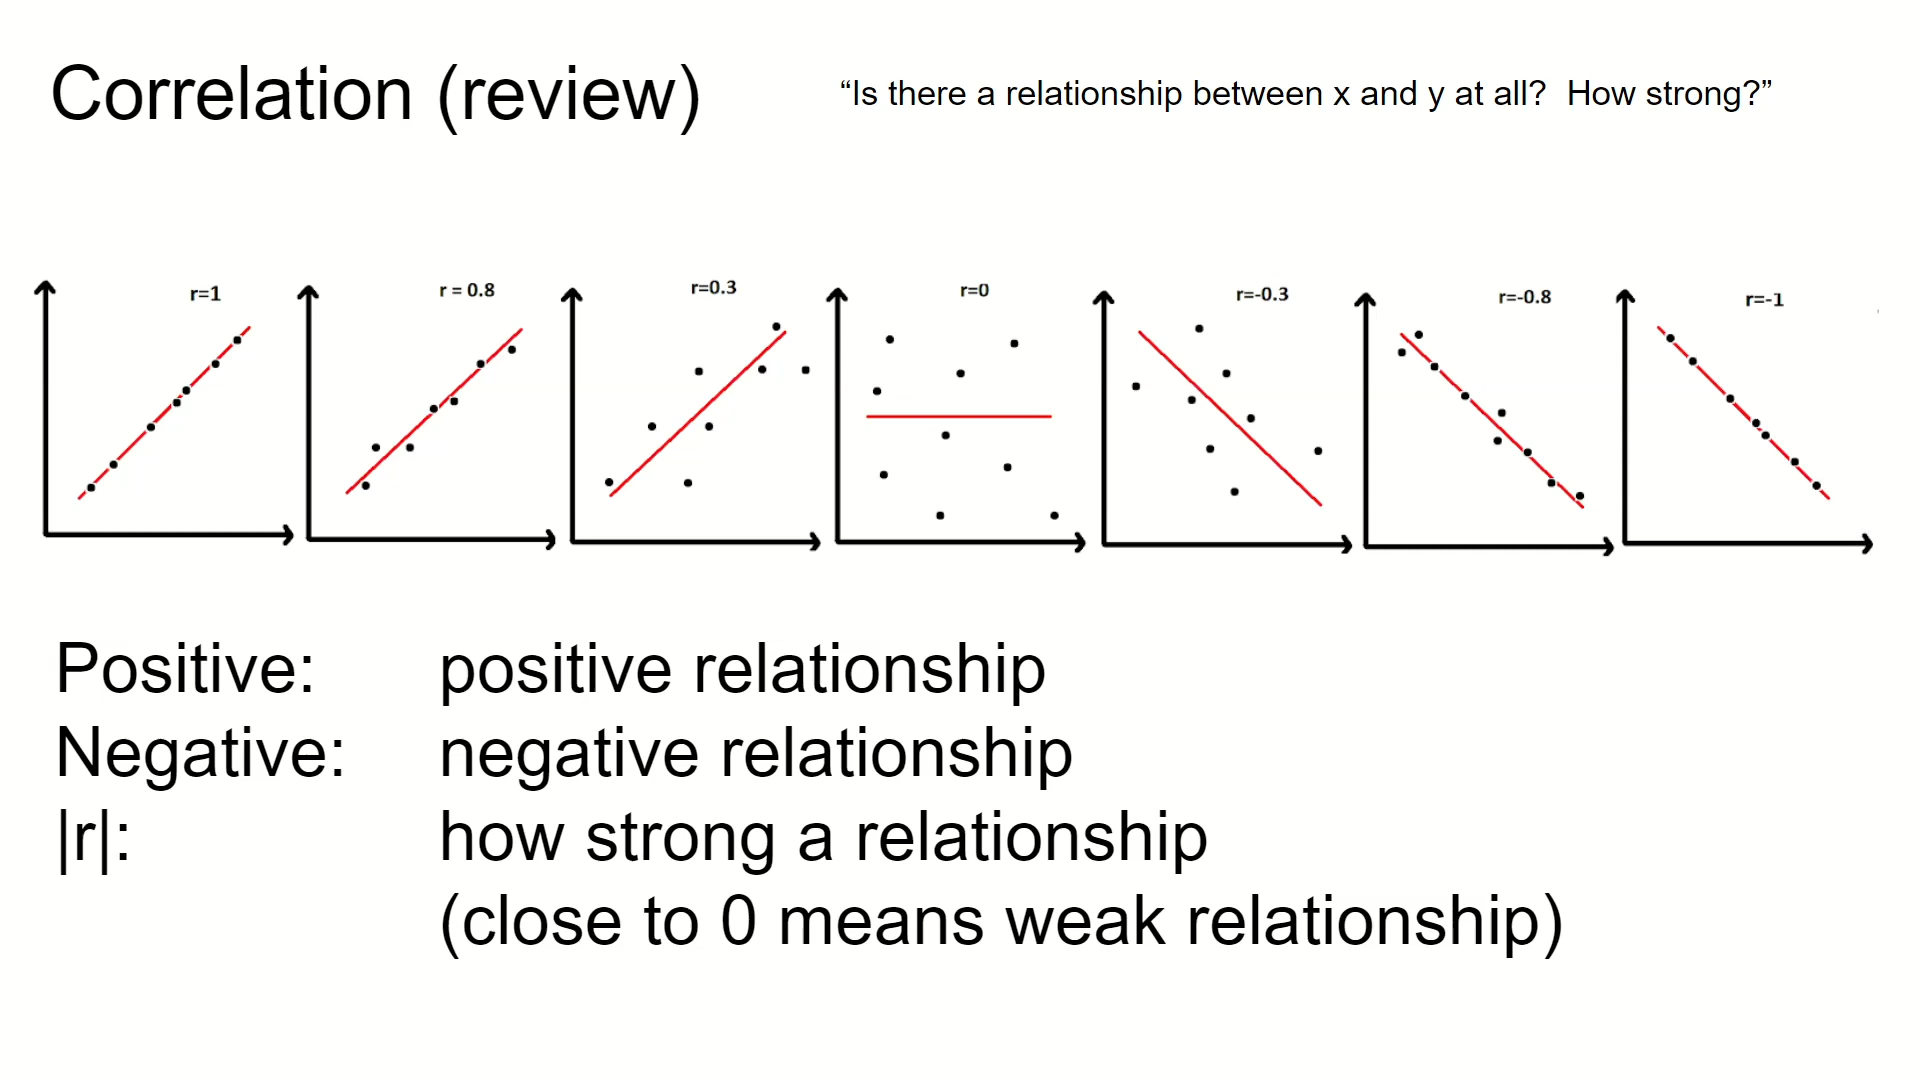 Correlation (review)
“Is there a relationship between x and y at all? How strong?”
r=1
r = 0.8
r=0.3
r=0
r=-0.3
r=-0.8
r=-1
Positive: positive relationship
Negative: negative relationship
|r|: how strong a relationship
(close to 0 means weak relationship)